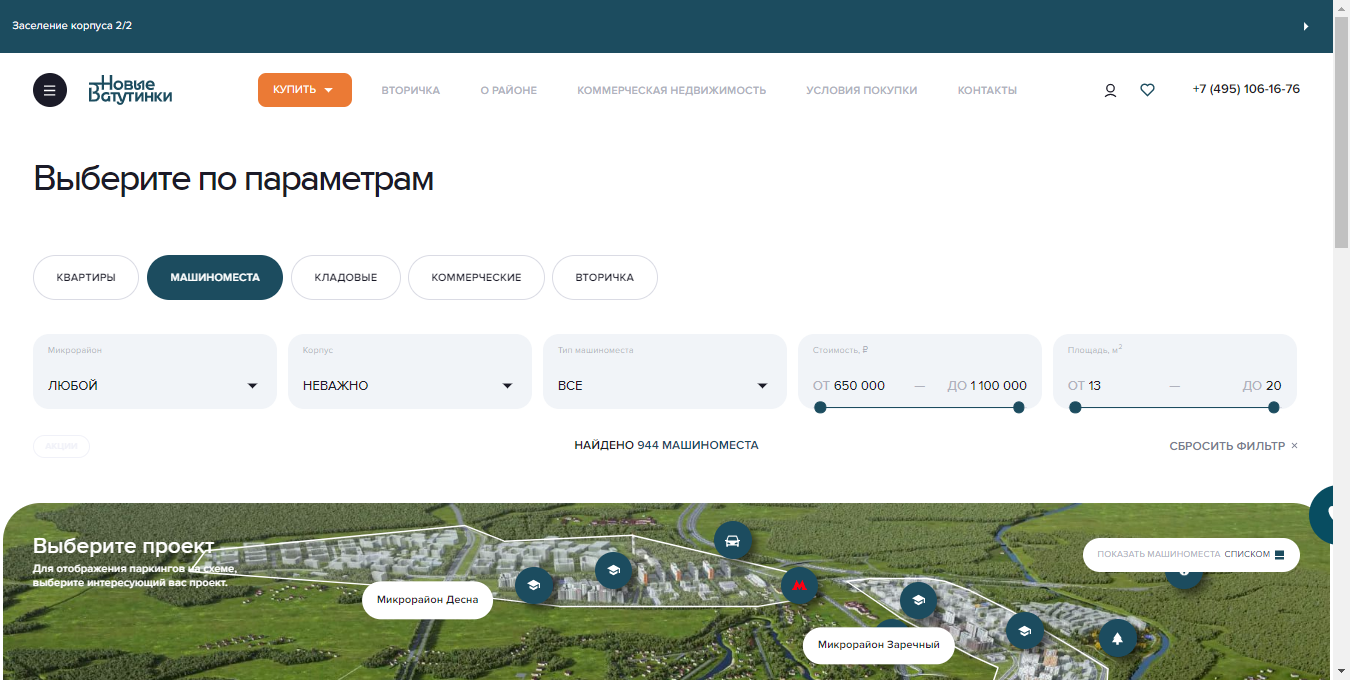 Заселение корпуса 2/2
Новые
Ватутинки
КУПИТЬ
ВТОРИЧКА
О РАЙОНЕ
КОММЕРЧЕСКАЯ НЕДВИЖИМОСТЬ
УСЛОВИЯ ПОКУПКИ
КОНТАКТЫ
+7 (495) 106-16-76
Выберите по параметрам
КВАРТИРЫ
МАШИНОМЕСТА
КЛАДОВЫЕ
КОММЕРЧЕСКИЕ
ВТОРИЧКА
Микрорайон
ЛЮБОЙ
Корпус
НЕВАЖНО
Тип машиноместа
ВСЕ
Стоимость, ₽
ОТ 650 000 — ДО 1 100 000
Площадь, м²
ОТ 13 — ДО 20
АКЦИИ
НАЙДЕНО 944 МАШИНОМЕСТА
СБРОСИТЬ ФИЛЬТР ×
Выберите проект
Для отображения паркингов на схеме,
выберите интересующий вас проект.
ПОКАЗАТЬ МАШИНОМЕСТА СПИСКОМ
Микрорайон Десна
Микрорайон Заречный